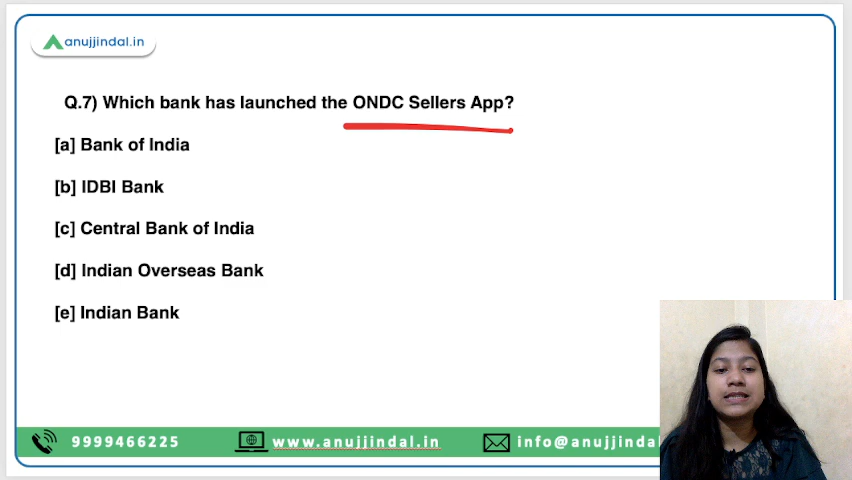 anujjindal.in
Q.7) Which bank has launched the ONDC Sellers App?
[a] Bank of India
[b] IDBI Bank
[c] Central Bank of India
[d] Indian Overseas Bank
[e] Indian Bank
9999466225 www.anujjindal.in info@anujjindal